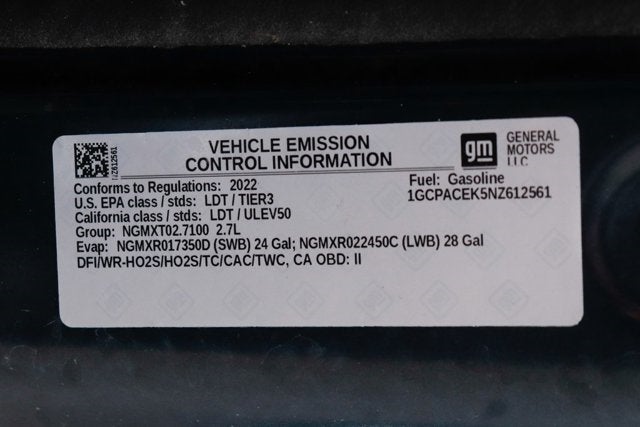 NZ612561
VEHICLE EMISSION
CONTROL INFORMATION
gm
GENERAL
MOTORS
LLC
Conforms to Regulations: 2022
Fuel: Gasoline
U.S. EPA class / stds: LDT / TIER3
1GCPACEK5NZ612561
California class / stds: LDT / ULEV50
Group: NGMXT02.7100 2.7L
Evap: NGMXR017350D (SWB) 24 Gal; NGMXR022450C (LWB) 28 Gal
DFI/WR-HO2S/HO2S/TC/CAC/TWC, CA OBD: II